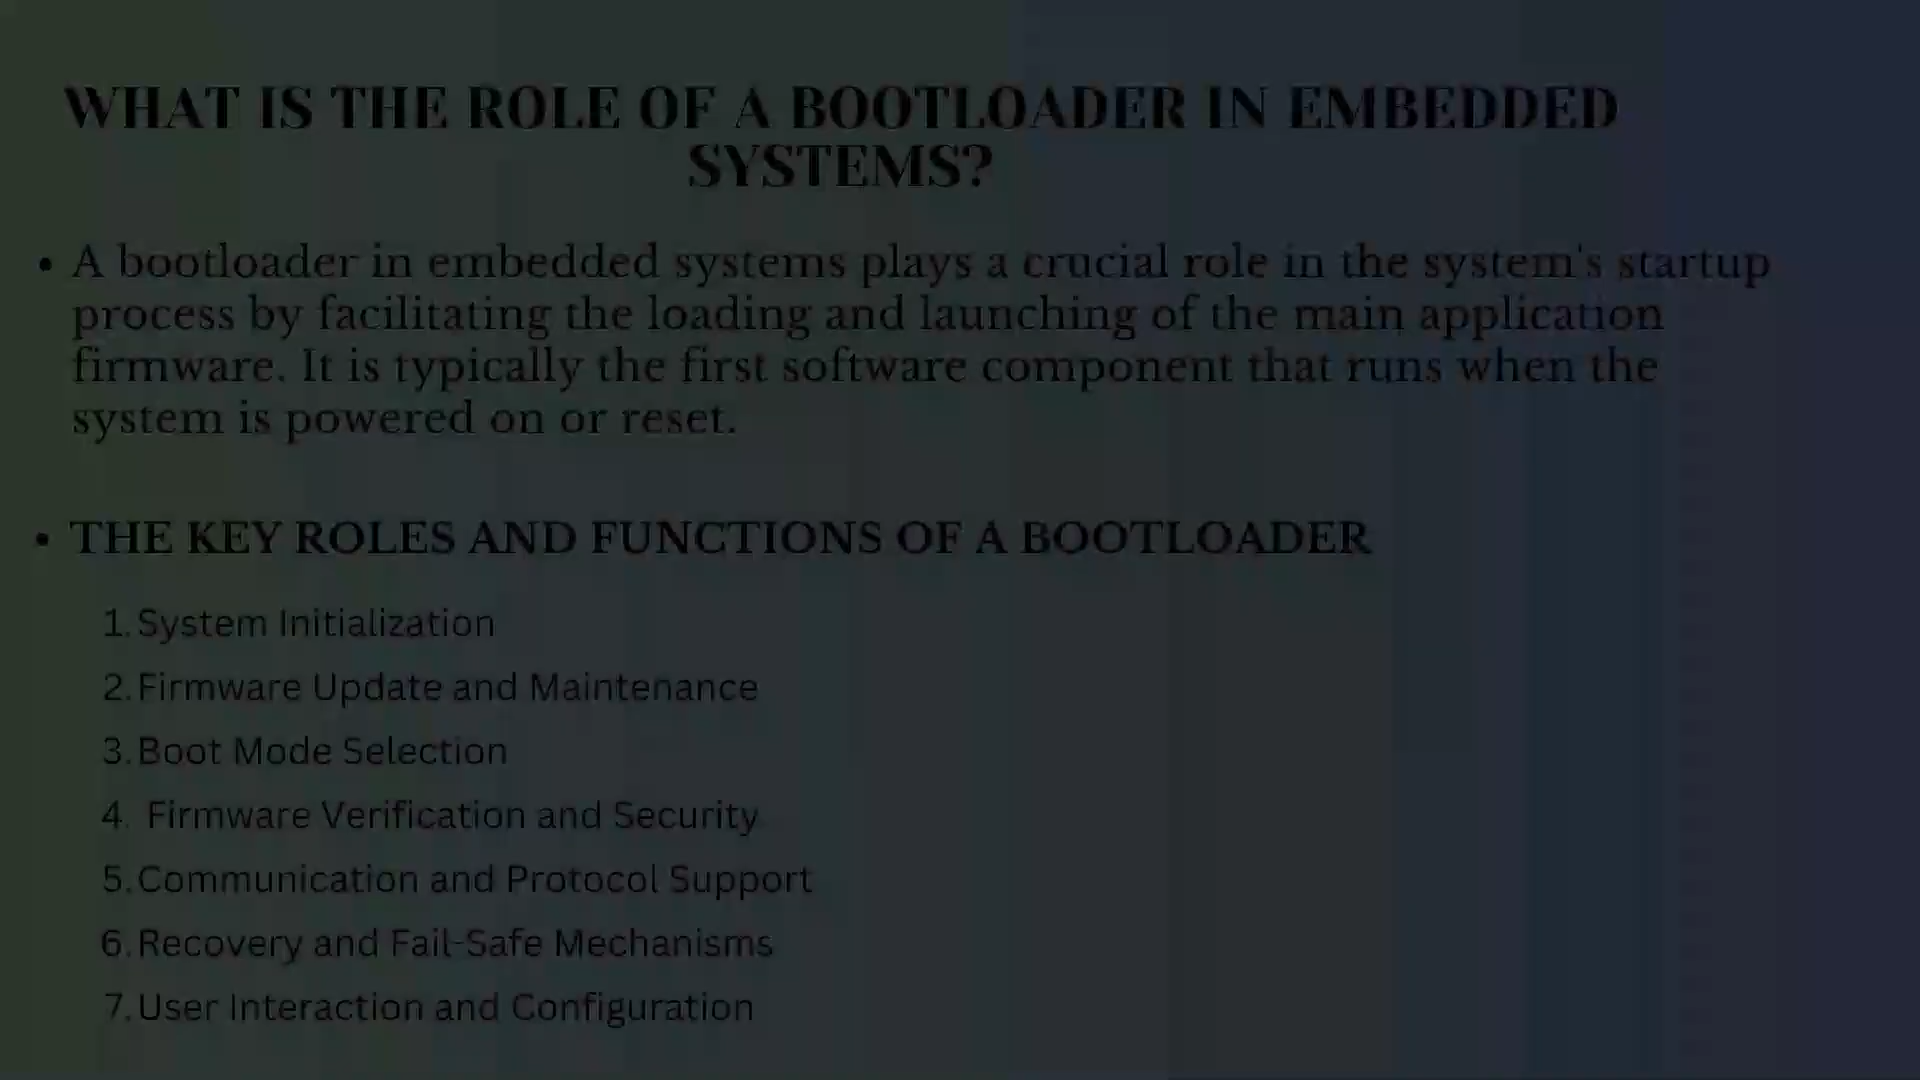 WHAT IS THE ROLE OF A BOOTLOADER IN EMBEDDED
SYSTEMS?
• A bootloader in embedded systems plays a crucial role in the system's startup
process by facilitating the loading and launching of the main application
firmware. It is typically the first software component that runs when the
system is powered on or reset.
• THE KEY ROLES AND FUNCTIONS OF A BOOTLOADER
1. System Initialization
2. Firmware Update and Maintenance
3. Boot Mode Selection
4. Firmware Verification and Security
5. Communication and Protocol Support
6. Recovery and Fail-Safe Mechanisms
7. User Interaction and Configuration